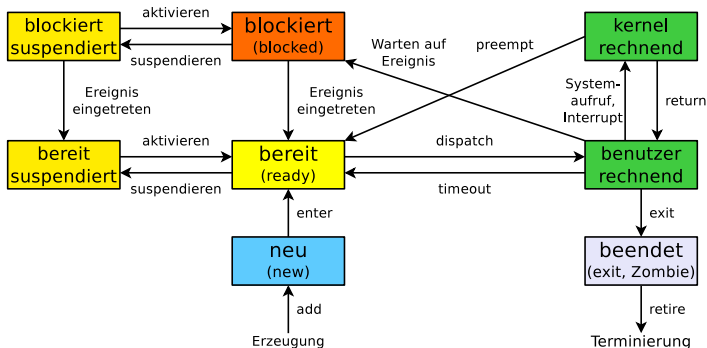 blockiert
suspendiert
aktivieren
suspendieren
blockiert
(blocked)
Warten auf
Ereignis
preempt
kernel
rechnend
Ereignis
eingetreten
Ereignis
eingetreten
System-
aufruf,
Interrupt
return
bereit
suspendiert
aktivieren
suspendieren
bereit
(ready)
dispatch
timeout
benutzer
rechnend
enter
exit
neu
(new)
beendet
(exit, Zombie)
add
retire
Erzeugung
Terminierung